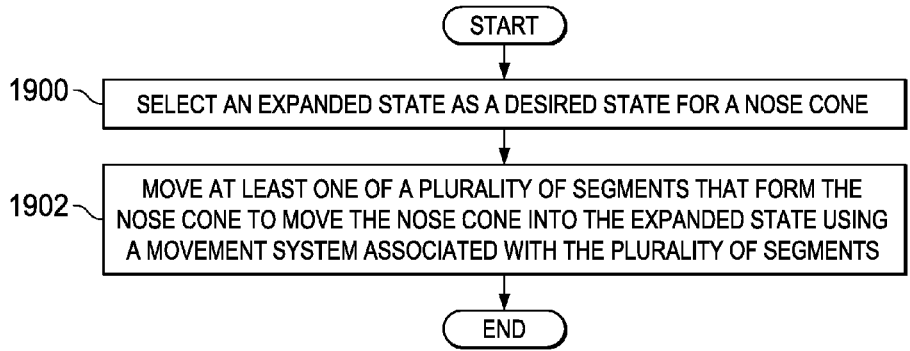 START
1900
SELECT AN EXPANDED STATE AS A DESIRED STATE FOR A NOSE CONE
1902
MOVE AT LEAST ONE OF A PLURALITY OF SEGMENTS THAT FORM THE
NOSE CONE TO MOVE THE NOSE CONE INTO THE EXPANDED STATE USING
A MOVEMENT SYSTEM ASSOCIATED WITH THE PLURALITY OF SEGMENTS
END